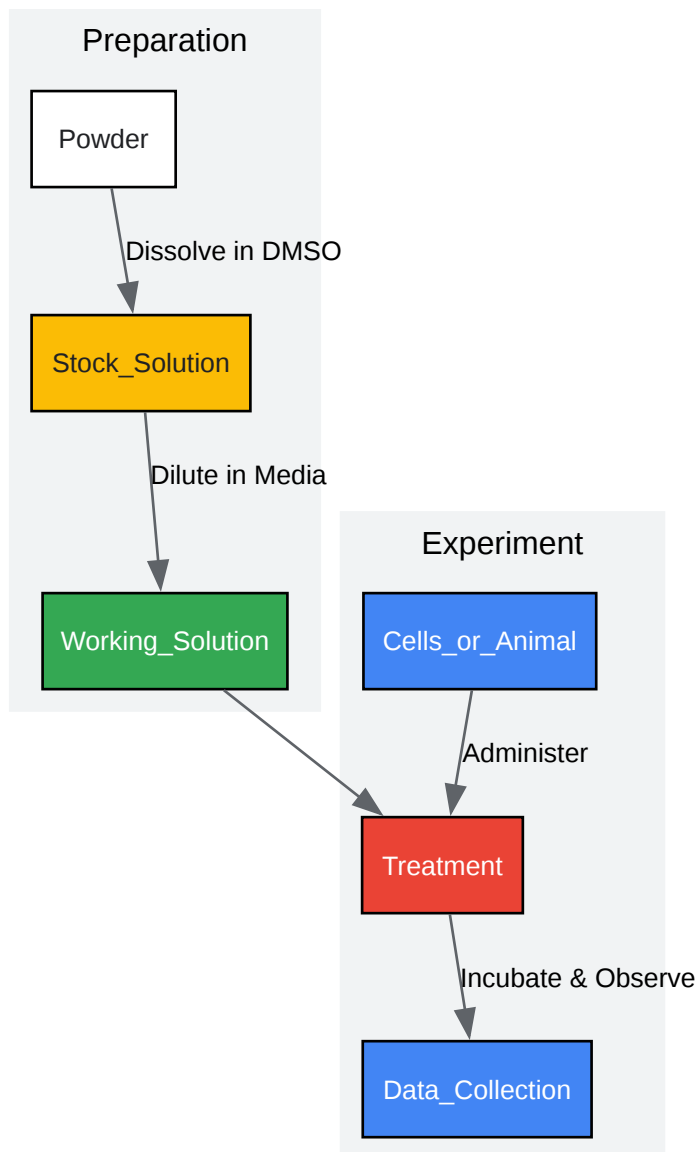 Preparation
Powder
Dissolve in DMSO
Stock_Solution
Dilute in Media
Working_Solution
Experiment
Cells_or_Animal
Administer
Treatment
Incubate & Observe
Data_Collection